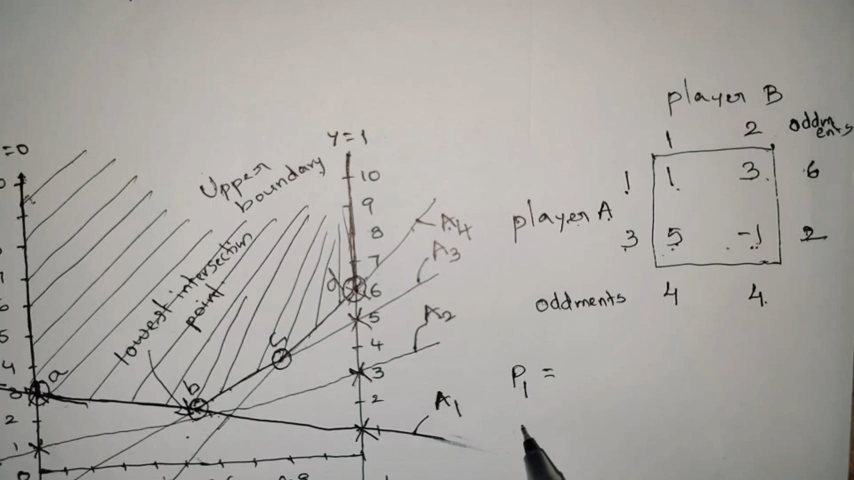 =0
Upper
boundary
y=1
lowest intersection
point
a
b
c
d
10
9
8
7
6
5
4
3
2
A4
A3
A2
A1
player B
1 2 oddments
player A
1 1 3 6
3 5 -1 2
oddments 4 4
P1 =